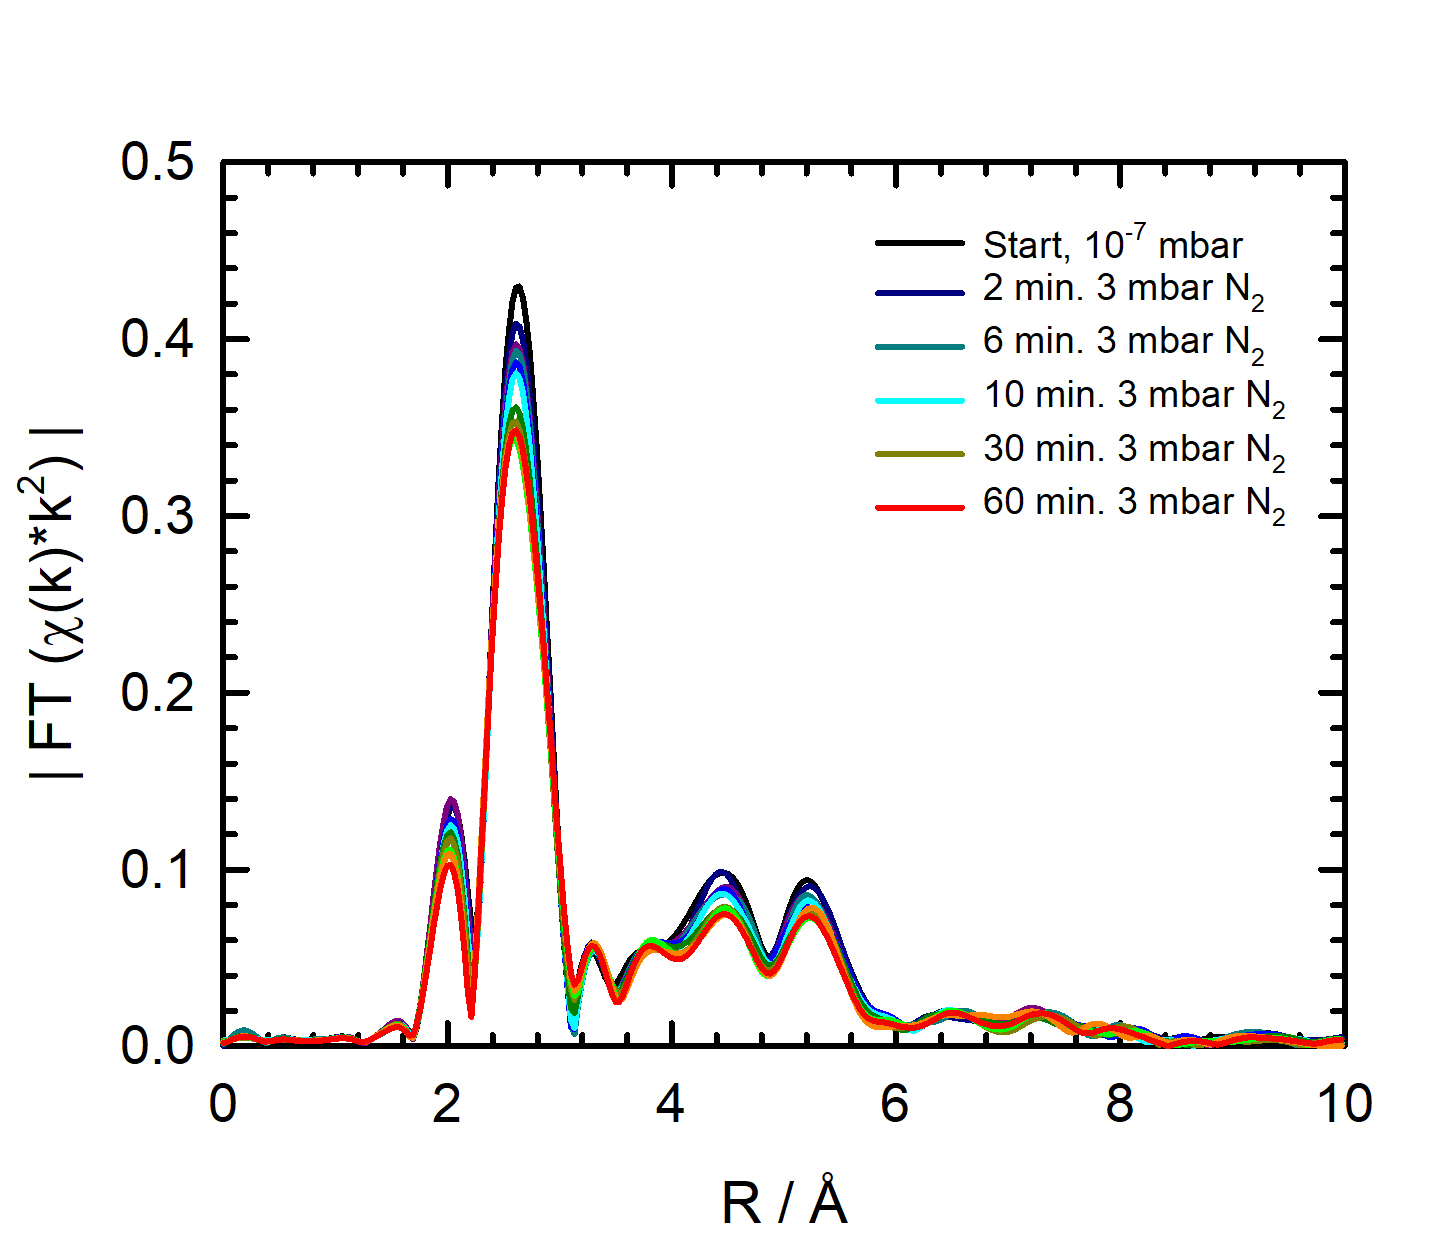 0.5
0.4
0.3
0.2
0.1
0.0
| FT (χ(k)*k²) |
Start, 10⁻⁷ mbar
2 min. 3 mbar N₂
6 min. 3 mbar N₂
10 min. 3 mbar N₂
30 min. 3 mbar N₂
60 min. 3 mbar N₂
0 2 4 6 8 10
R / Å